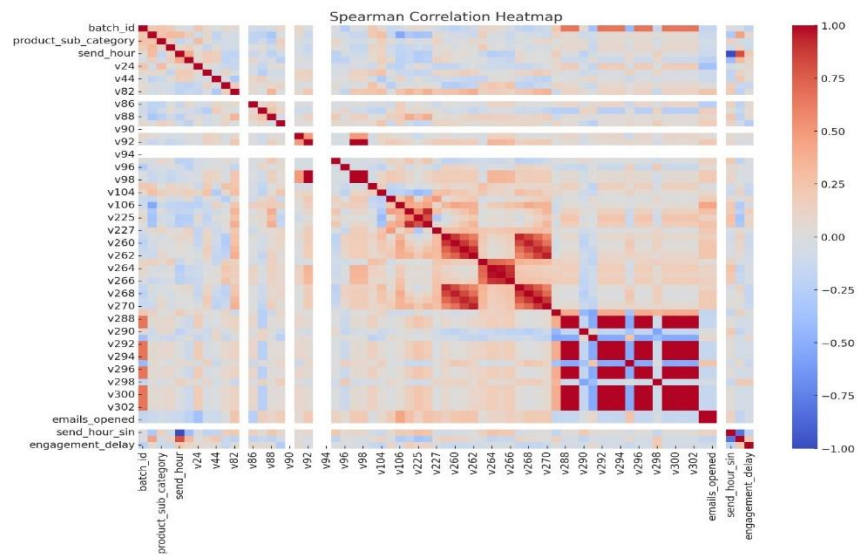 Spearman Correlation Heatmap
batch_id
product_sub_category
send_hour
v24
v44
v82
v86
v88
v90
v92
v94
v96
v98
v104
v106
v225
v227
v260
v262
v264
v266
v268
v270
v288
v290
v292
v294
v296
v298
v300
v302
emails_opened
send_hour_sin
engagement_delay
batch_id
product_sub_category
send_hour
v24
v44
v82
v86
v88
v90
v92
v94
v96
v98
v104
v106
v225
v227
v260
v262
v264
v266
v268
v270
v288
v290
v292
v294
v296
v298
v300
v302
emails_opened
send_hour_sin
engagement_delay
1.00
0.75
0.50
0.25
0.00
−0.25
−0.50
−0.75
−1.00